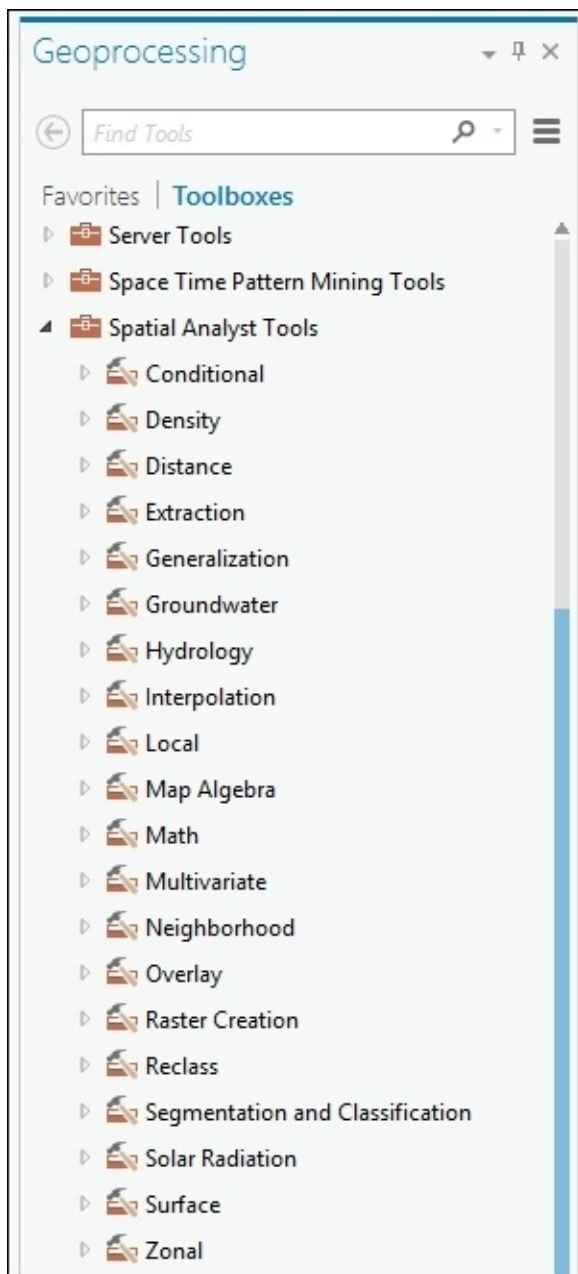 Geoprocessing
Find Tools
Favorites | Toolboxes
Server Tools
Space Time Pattern Mining Tools
Spatial Analyst Tools
Conditional
Density
Distance
Extraction
Generalization
Groundwater
Hydrology
Interpolation
Local
Map Algebra
Math
Multivariate
Neighborhood
Overlay
Raster Creation
Reclass
Segmentation and Classification
Solar Radiation
Surface
Zonal